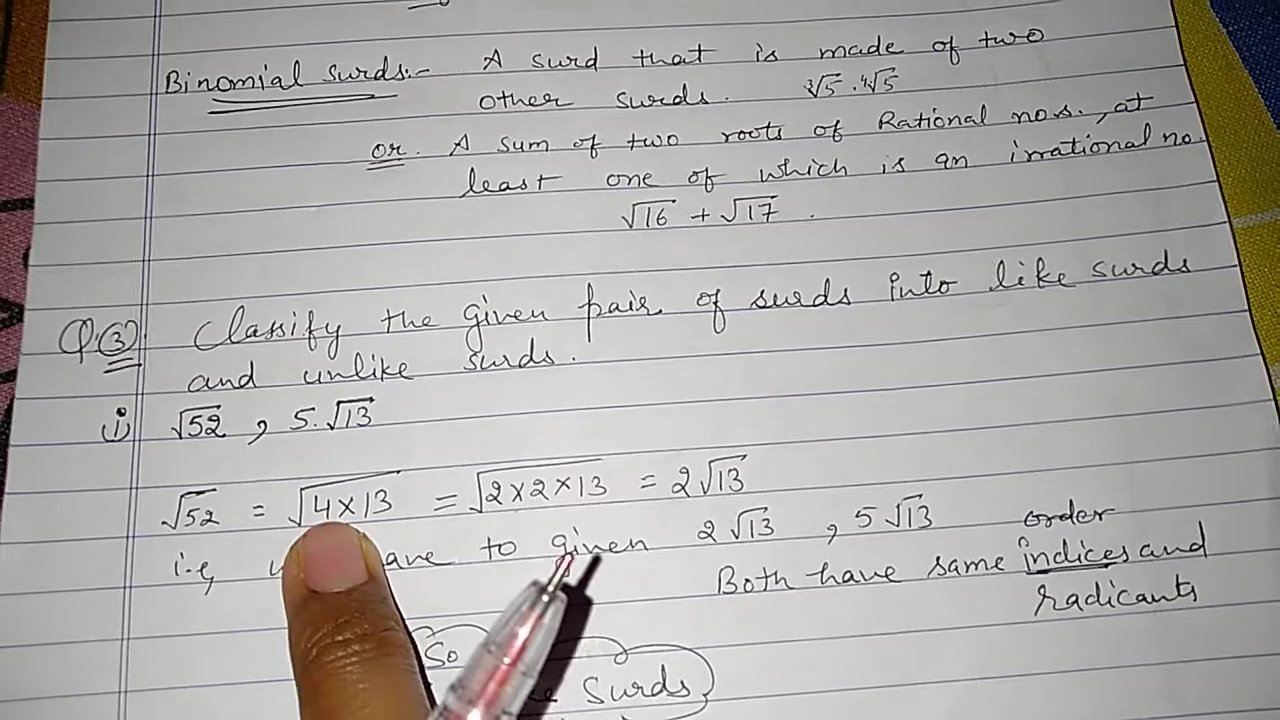 Binomial Surds:- A surd that is made of two
other surds. ∛5 . ∜5
or. A sum of two roots of Rational nos., at
least one of which is an irrational no.
√16 + √17 .
Q.③. Classify the given pair of surds into like surds
and unlike surds.
i) √52 , 5.√13
√52 = √4×13 = √2×2×13 = 2√13
i.e, to given 2√13 , 5√13 order
Both have same indices and
radicants
So
Surds